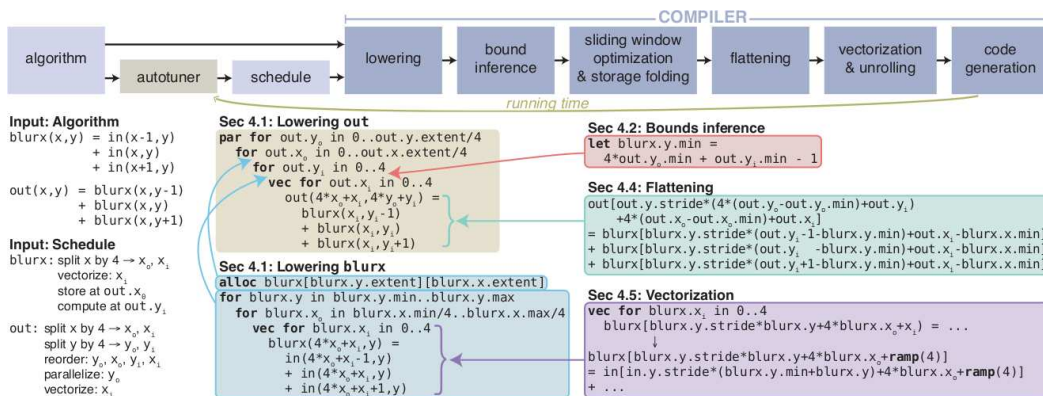 COMPILER
algorithm
autotuner
schedule
lowering
bound
inference
sliding window
optimization
& storage folding
flattening
vectorization
& unrolling
code
generation
running time
Input: Algorithm
blurx(x,y) = in(x-1,y)
+ in(x,y)
+ in(x+1,y)
out(x,y) = blurx(x,y-1)
+ blurx(x,y)
+ blurx(x,y+1)
Input: Schedule
blurx: split x by 4 → xₒ, xᵢ
vectorize: xᵢ
store at out.x₀
compute at out.yᵢ
out: split x by 4 → xₒ, xᵢ
split y by 4 → yₒ, yᵢ
reorder: yₒ, xₒ, yᵢ, xᵢ
parallelize: yₒ
vectorize: xᵢ
Sec 4.1: Lowering out
par for out.yₒ in 0..out.y.extent/4
for out.xₒ in 0..out.x.extent/4
for out.yᵢ in 0..4
vec for out.xᵢ in 0..4
out(4*xₒ+xᵢ,4*yₒ+yᵢ) =
blurx(xᵢ,yᵢ-1)
+ blurx(xᵢ,yᵢ)
+ blurx(xᵢ,yᵢ+1)
Sec 4.1: Lowering blurx
alloc blurx[blurx.y.extent][blurx.x.extent]
for blurx.y in blurx.y.min..blurx.y.max
for blurx.xₒ in blurx.x.min/4..blurx.x.max/4
vec for blurx.xᵢ in 0..4
blurx(4*xₒ+xᵢ,y) =
in(4*xₒ+xᵢ-1,y)
+ in(4*xₒ+xᵢ,y)
+ in(4*xₒ+xᵢ+1,y)
Sec 4.2: Bounds inference
let blurx.y.min =
4*out.yₒ.min + out.yᵢ.min - 1
Sec 4.4: Flattening
out[out.y.stride*(4*(out.yₒ-out.yₒ.min)+out.yᵢ)
+4*(out.xₒ-out.xₒ.min)+out.xᵢ]
= blurx[blurx.y.stride*(out.yᵢ-1-blurx.y.min)+out.xᵢ-blurx.x.min]
+ blurx[blurx.y.stride*(out.yᵢ -blurx.y.min)+out.xᵢ-blurx.x.min]
+ blurx[blurx.y.stride*(out.yᵢ+1-blurx.y.min)+out.xᵢ-blurx.x.min]
Sec 4.5: Vectorization
vec for blurx.xᵢ in 0..4
blurx[blurx.y.stride*blurx.y+4*blurx.xₒ+xᵢ) = ...
↓
blurx[blurx.y.stride*blurx.y+4*blurx.xₒ+ramp(4)]
= in[in.y.stride*(blurx.y.min+blurx.y)+4*blurx.xₒ+ramp(4)]
+ ...